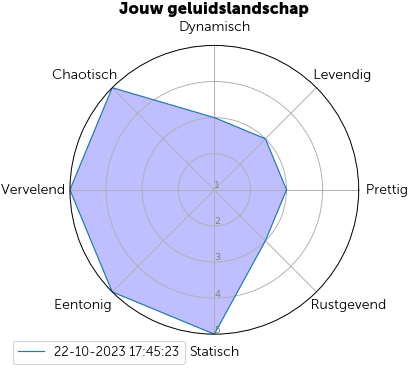 Jouw geluidslandschap
Dynamisch
Chaotisch
Levendig
Vervelend
1
Prettig
2
3
4
5
Eentonig
Rustgevend
22-10-2023 17:45:23
Statisch